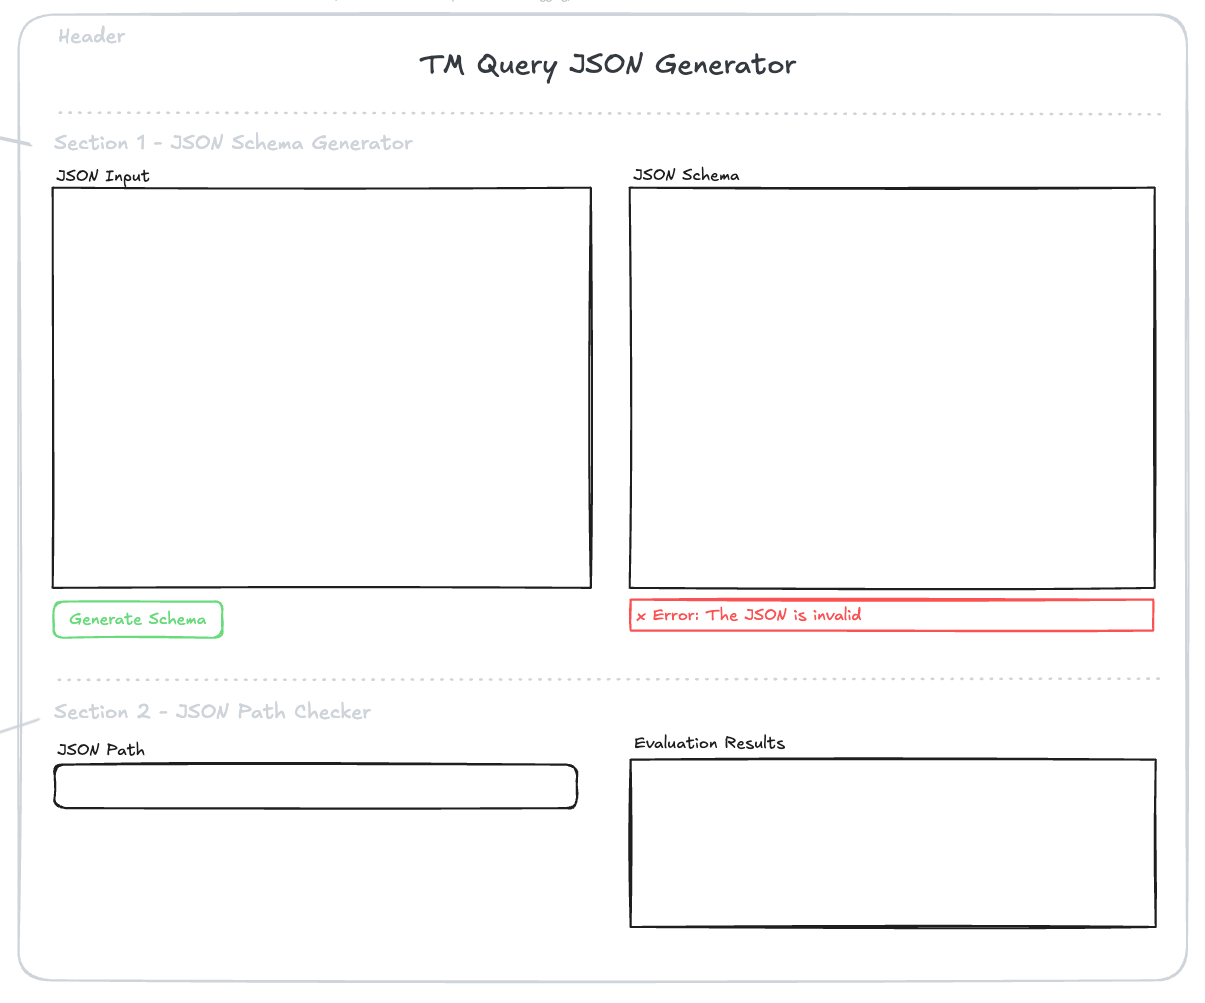 Header
TM Query JSON Generator
Section 1 - JSON Schema Generator
JSON Input
JSON Schema
Generate Schema
x Error: The JSON is invalid
Section 2 - JSON Path Checker
JSON Path
Evaluation Results